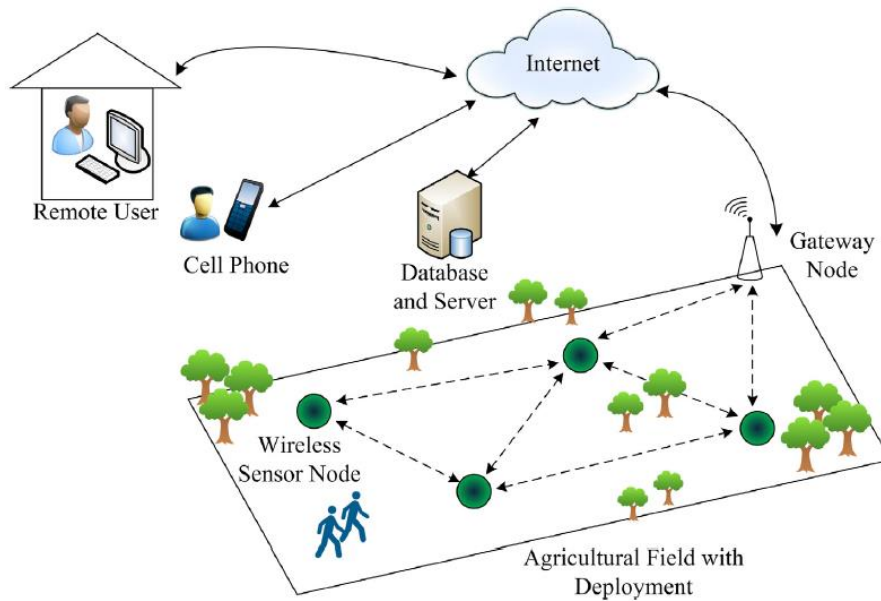 Internet
Remote User
Cell Phone
Database
and Server
Gateway
Node
Wireless
Sensor Node
Agricultural Field with
Deployment